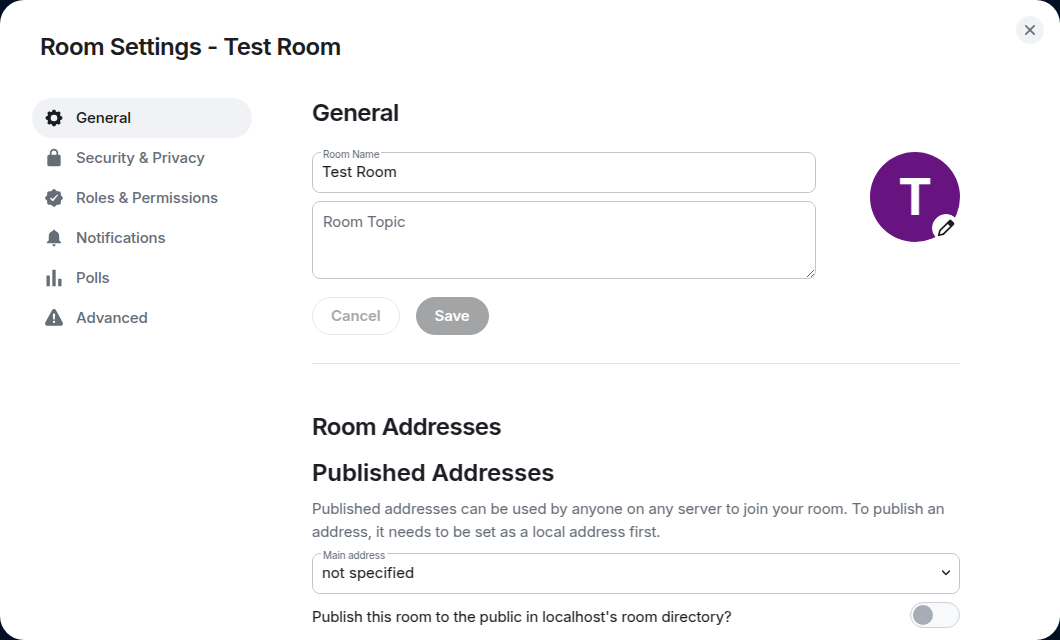 Room Settings - Test Room
General
Security & Privacy
Roles & Permissions
Notifications
Polls
Advanced
General
Room Name
Test Room
T
Room Topic
Cancel
Save
Room Addresses
Published Addresses
Published addresses can be used by anyone on any server to join your room. To publish an
address, it needs to be set as a local address first.
Main address
not specified
Publish this room to the public in localhost's room directory?